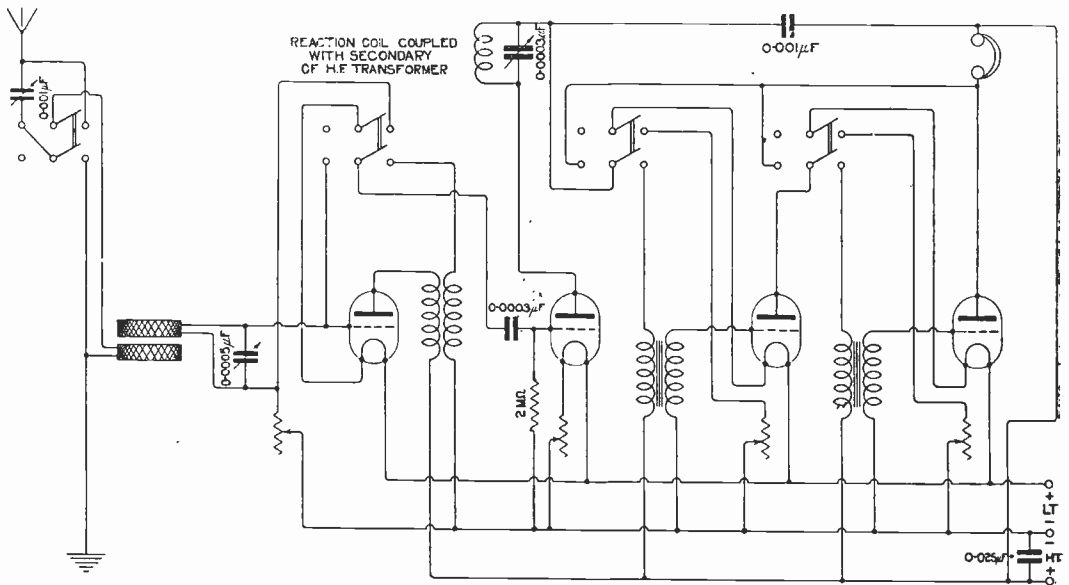 REACTION COIL COUPLED
WITH SECONDARY
OF H.F. TRANSFORMER
0·001μF
0·0003μF
0·001μF
0·0005μF
0·0003μF
2 MΩ
+
LT
−
−
HT
+
0·025μF